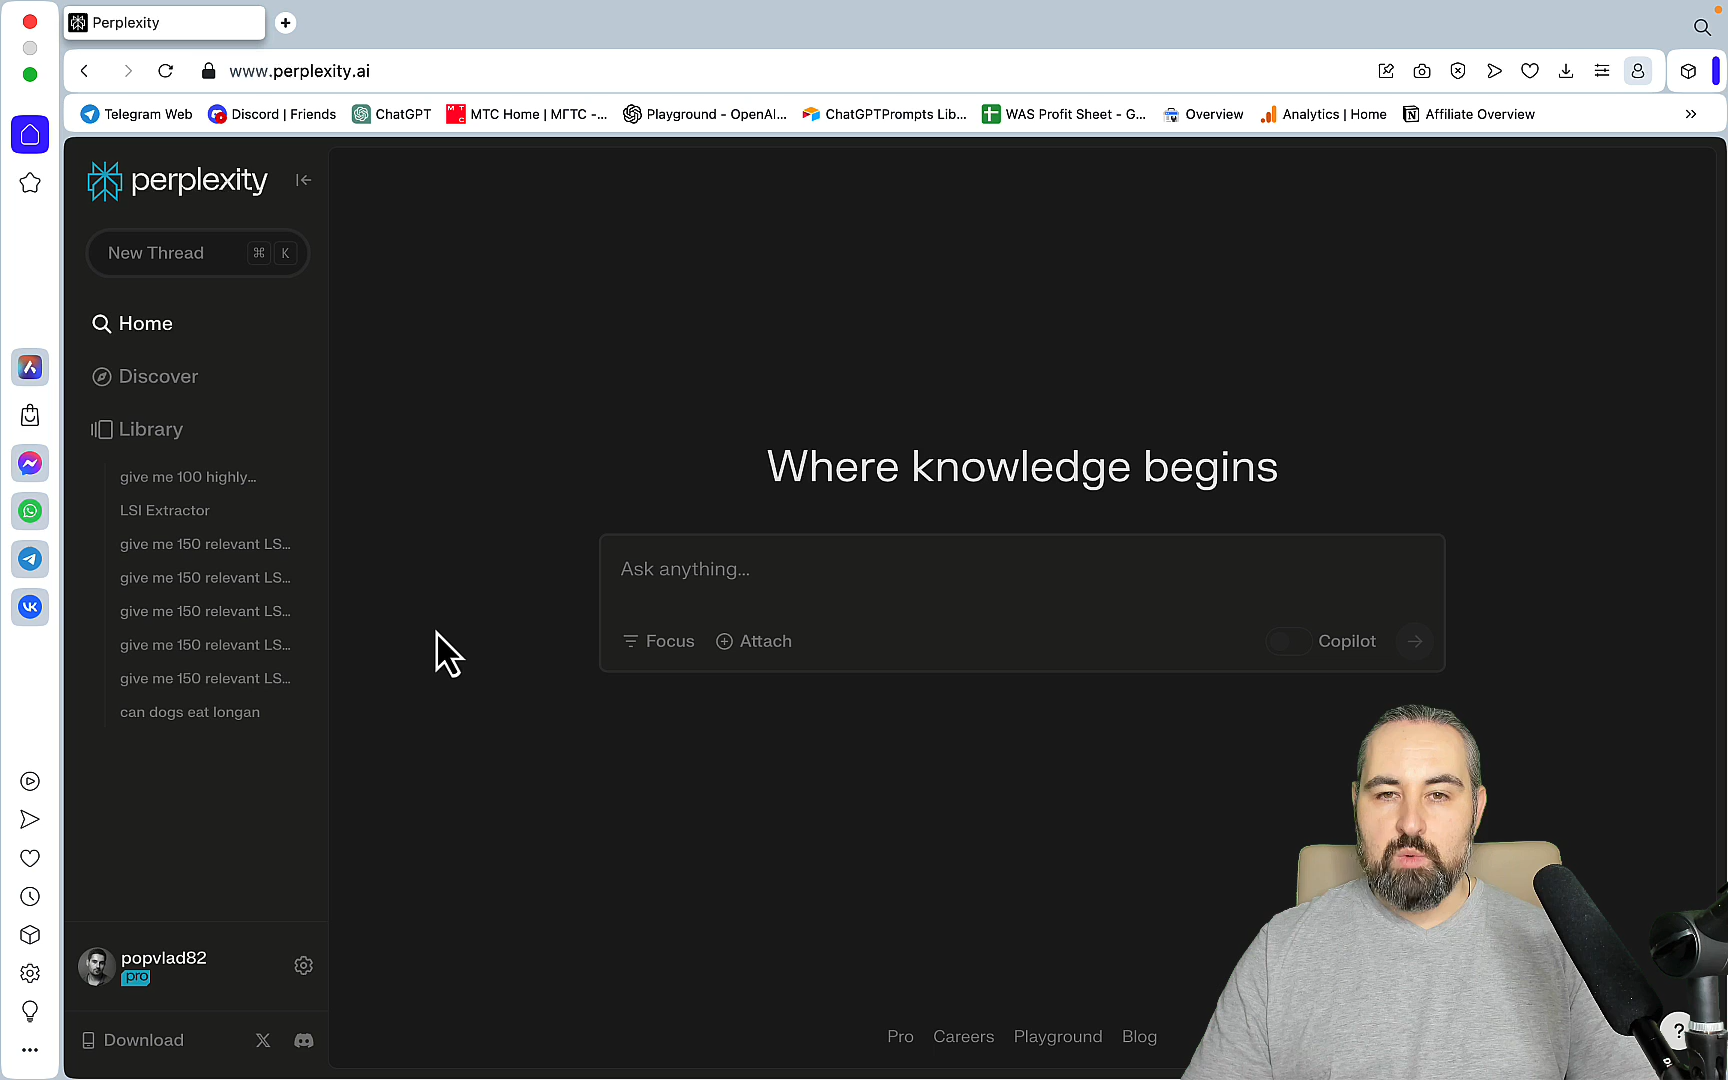 Perplexity
www.perplexity.ai
Telegram Web
Discord | Friends
ChatGPT
МТС Home | МГТС -...
Playground - OpenAI...
ChatGPTPrompts Lib...
WAS Profit Sheet - G...
Overview
Analytics | Home
Affiliate Overview
perplexity
New Thread ⌘ K
Home
Discover
Library
give me 100 highly...
LSI Extractor
give me 150 relevant LS...
give me 150 relevant LS...
give me 150 relevant LS...
give me 150 relevant LS...
give me 150 relevant LS...
can dogs eat longan
popvlad82
pro
Download
Where knowledge begins
Ask anything...
Focus
Attach
Copilot
Pro
Careers
Playground
Blog
?